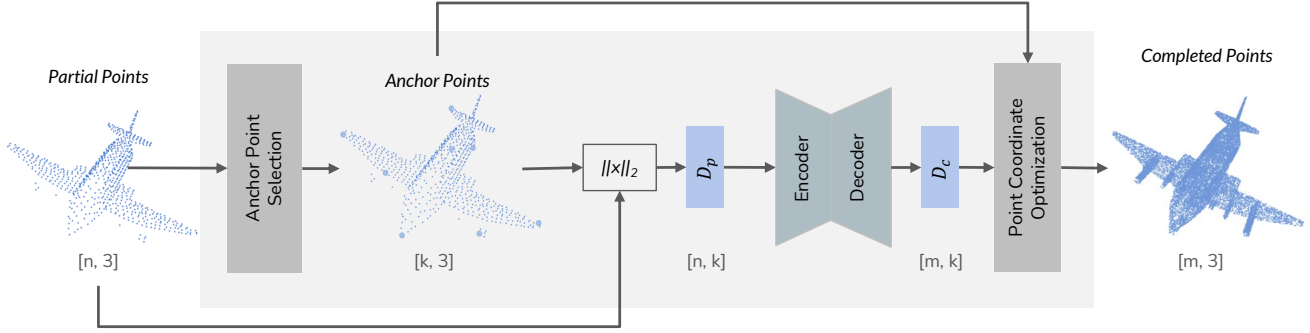 Partial Points
[n, 3]
Anchor Point
Selection
Anchor Points
[k, 3]
||×||₂
Dₚ
[n, k]
Encoder
Decoder
D_c
[m, k]
Point Coordinate
Optimization
Completed Points
[m, 3]